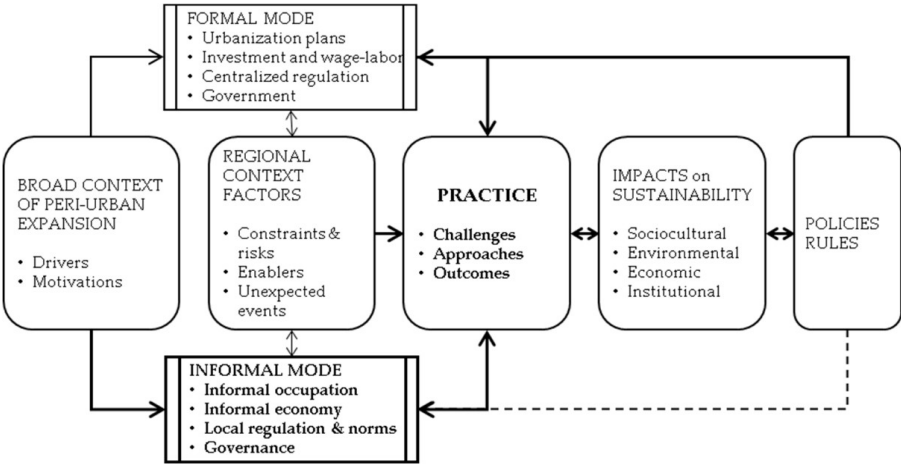 FORMAL MODE
• Urbanization plans
• Investment and wage-labor
• Centralized regulation
• Government
BROAD CONTEXT
OF PERI-URBAN
EXPANSION
• Drivers
• Motivations
REGIONAL
CONTEXT
FACTORS
• Constraints &
risks
• Enablers
• Unexpected
events
PRACTICE
• Challenges
• Approaches
• Outcomes
IMPACTS on
SUSTAINABILITY
• Sociocultural
• Environmental
• Economic
• Institutional
POLICIES
RULES
INFORMAL MODE
• Informal occupation
• Informal economy
• Local regulation & norms
• Governance